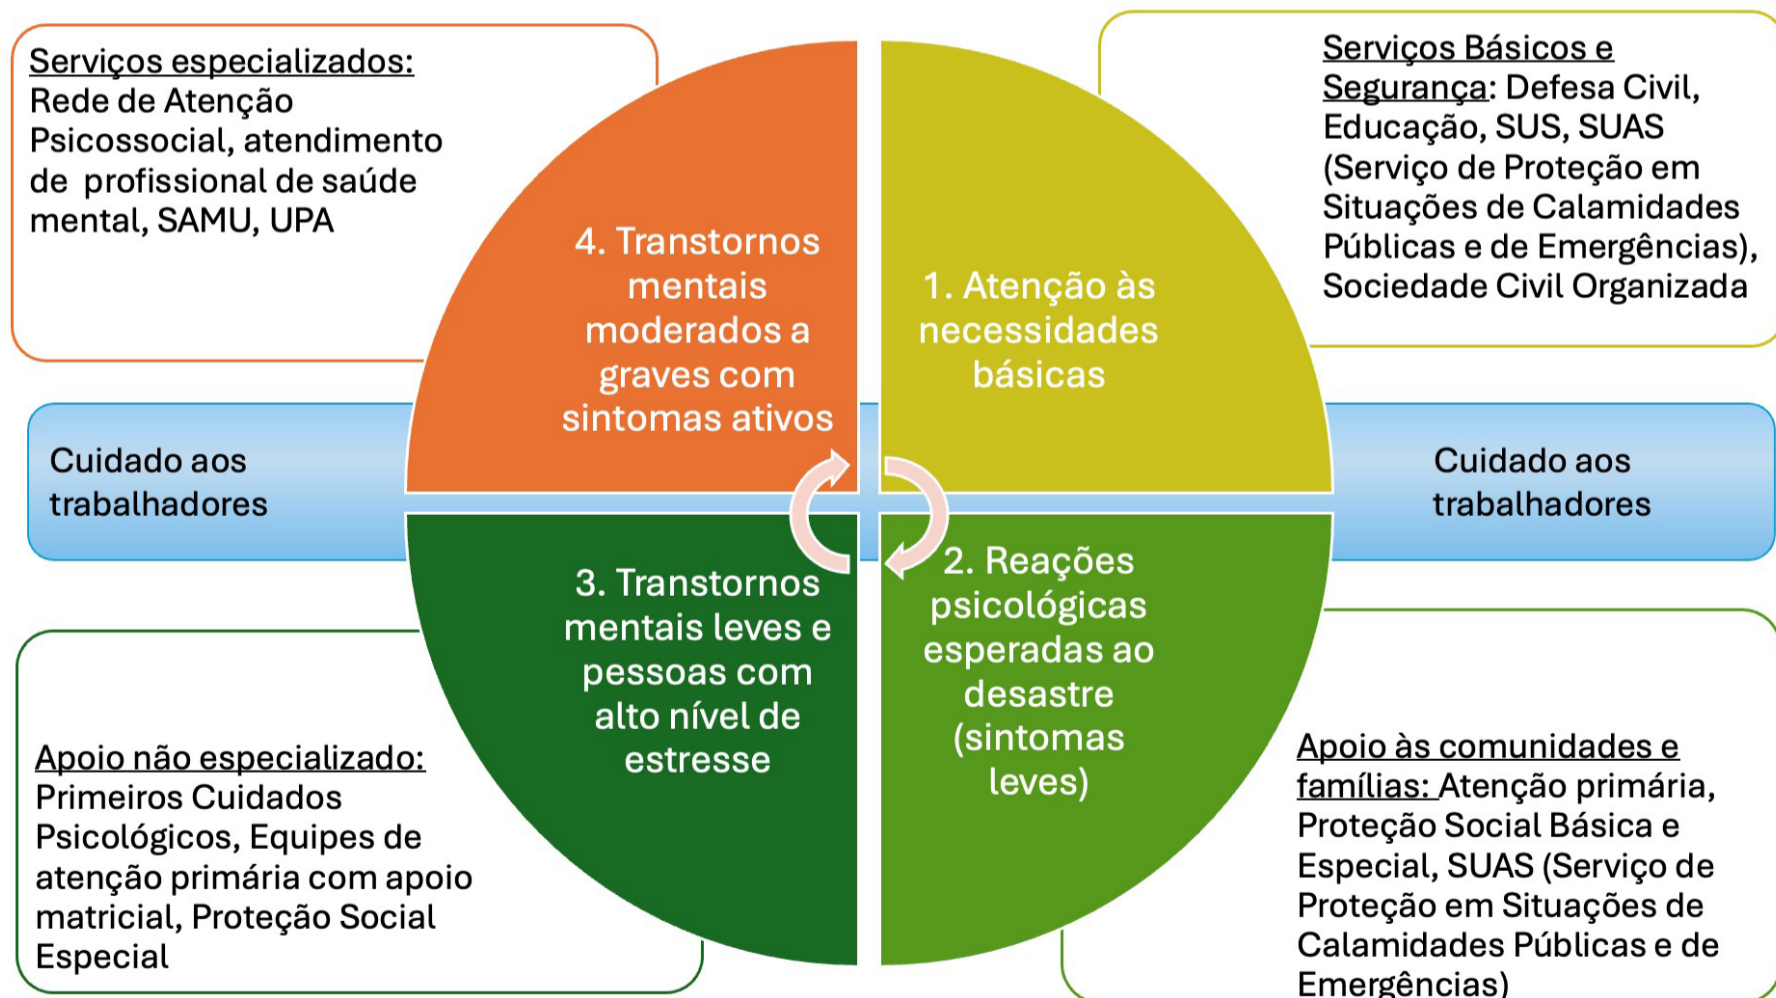 Serviços especializados:
Rede de Atenção
Psicossocial, atendimento
de  profissional de saúde
mental, SAMU, UPA
Serviços Básicos e
Segurança: Defesa Civil,
Educação, SUS, SUAS
(Serviço de Proteção em
Situações de Calamidades
Públicas e de Emergências),
Sociedade Civil Organizada
4. Transtornos
mentais
moderados a
graves com
sintomas ativos
1. Atenção às
necessidades
básicas
Cuidado aos
trabalhadores
Cuidado aos
trabalhadores
3. Transtornos
mentais leves e
pessoas com
alto nível de
estresse
2. Reações
psicológicas
esperadas ao
desastre
(sintomas
leves)
Apoio não especializado:
Primeiros Cuidados
Psicológicos, Equipes de
atenção primária com apoio
matricial, Proteção Social
Especial
Apoio às comunidades e
famílias: Atenção primária,
Proteção Social Básica e
Especial, SUAS (Serviço de
Proteção em Situações de
Calamidades Públicas e de
Emergências)